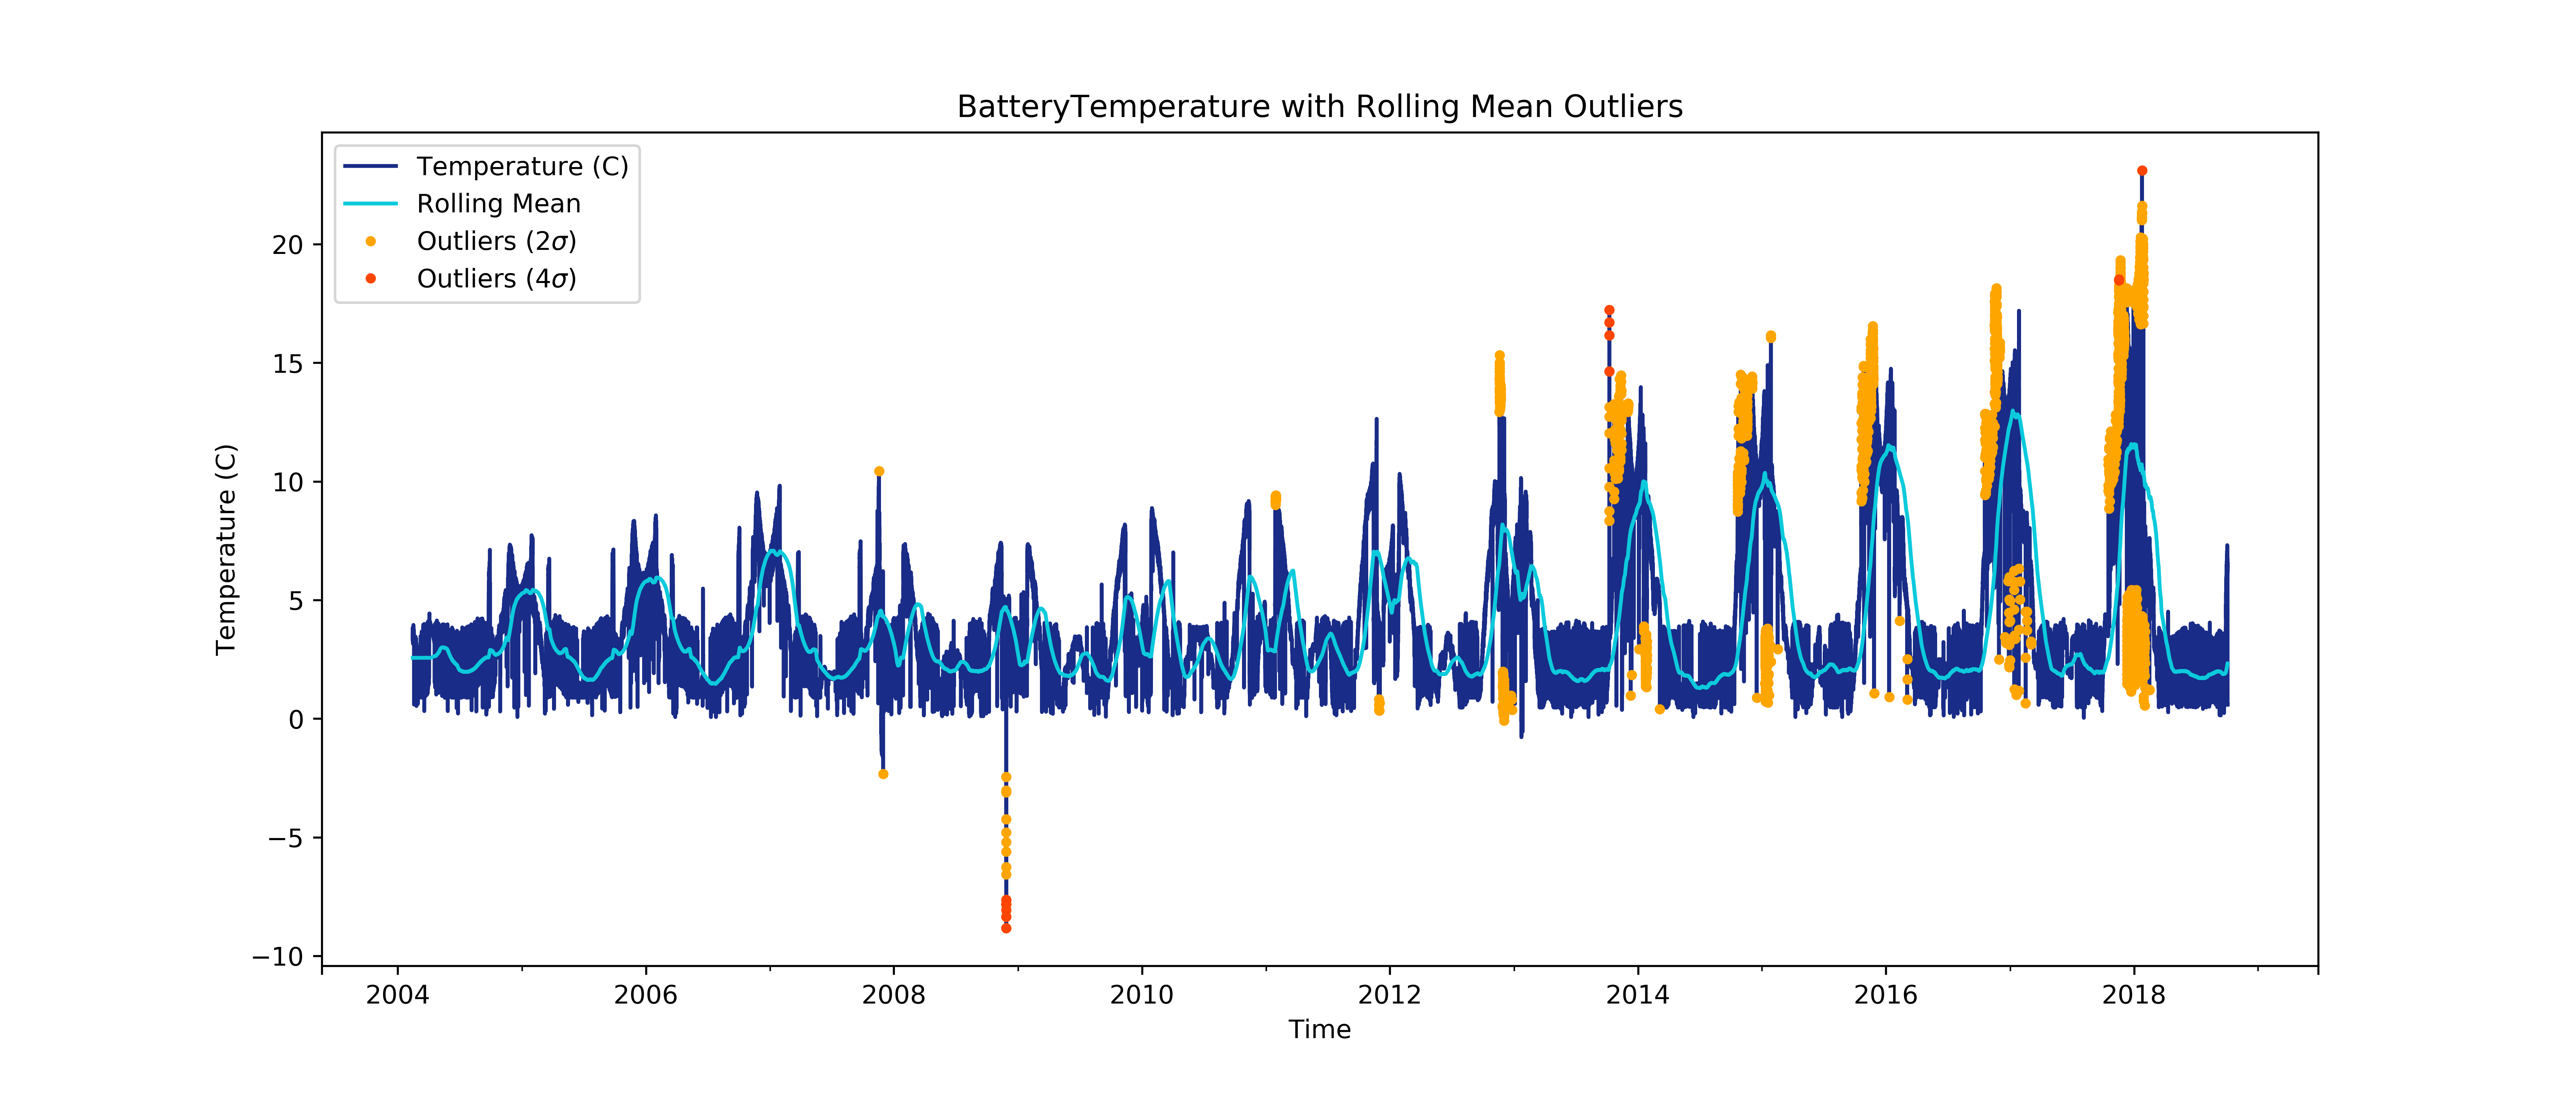 BatteryTemperature with Rolling Mean Outliers
Temperature (C)
Rolling Mean
Outliers (2σ)
Outliers (4σ)
20
15
10
5
0
−5
−10
Temperature (C)
2004 2006 2008 2010 2012 2014 2016 2018
Time